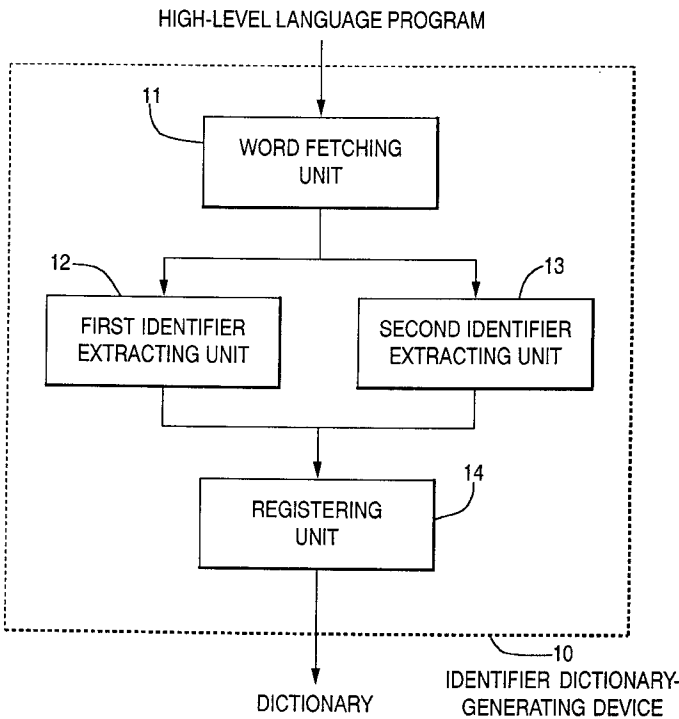 HIGH-LEVEL LANGUAGE PROGRAM
11
WORD FETCHING
UNIT
12
13
FIRST IDENTIFIER
EXTRACTING UNIT
SECOND IDENTIFIER
EXTRACTING UNIT
14
REGISTERING
UNIT
10
DICTIONARY
IDENTIFIER DICTIONARY-
GENERATING DEVICE